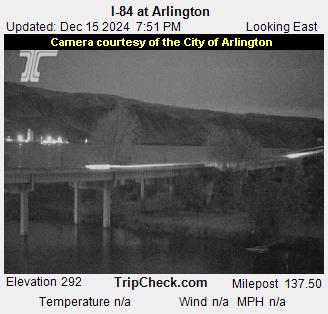 I-84 at Arlington
Updated: Dec 15 2024 7:51 PM Looking East
Camera courtesy of the City of Arlington
Elevation 292 TripCheck.com Milepost 137.50
Temperature n/a Wind n/a MPH n/a